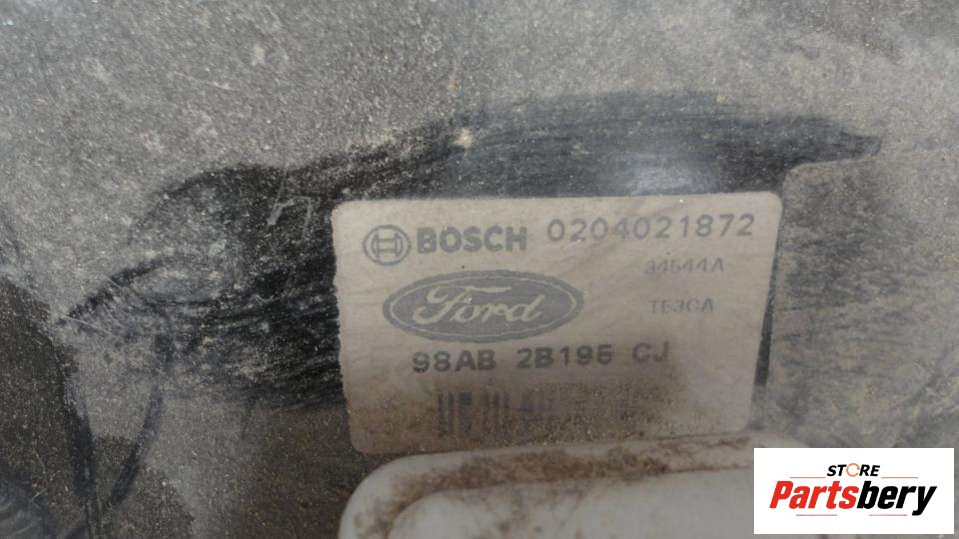 BOSCH 0204021872
34544A
Ford
TE3CA
98AB 2B195 CJ
STORE
Partsbery